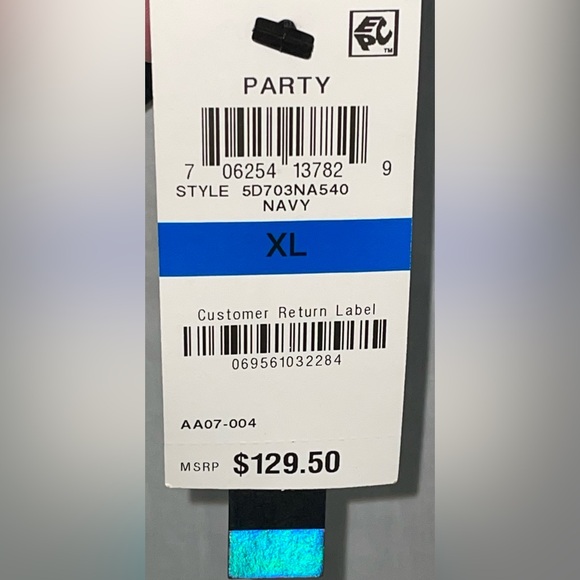 EPC
TM
PARTY
7 06254 13782 9
STYLE 5D703NA540
NAVY
XL
Customer Return Label
069561032284
AA07-004
MSRP $129.50